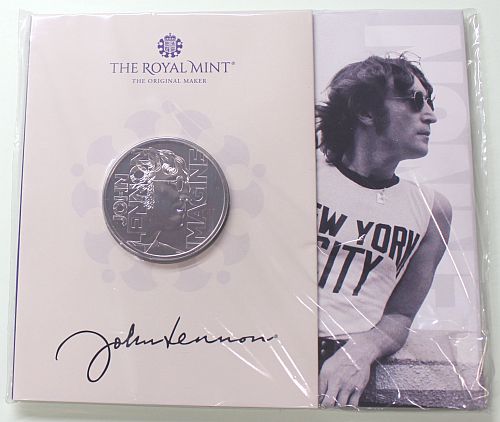 THE ROYAL MINT®
THE ORIGINAL MAKER
JOHN
LENNON
IMAGINE
John Lennon
NEW YORK
CITY